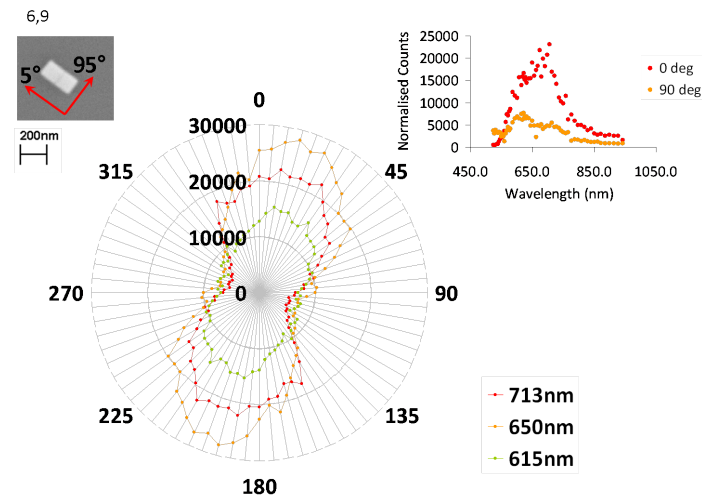 6,9
5°
95°
200nm
0
45
90
135
180
225
270
315
30000
20000
10000
0
713nm
650nm
615nm
Normalised Counts
25000
20000
15000
10000
5000
0
450.0 650.0 850.0 1050.0
Wavelength (nm)
0 deg
90 deg